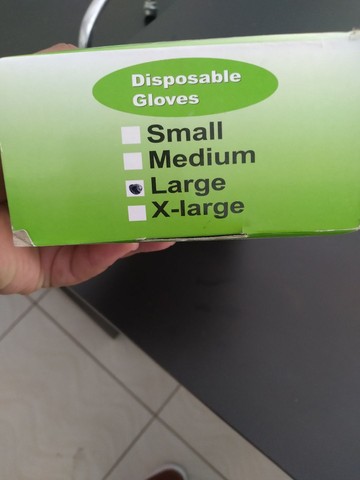 Disposable
Gloves
Small
Medium
Large
X-large